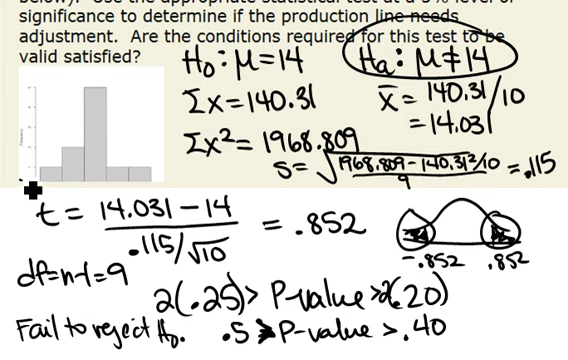 significance to determine if the production line needs
adjustment. Are the conditions required for this test to be
valid satisfied?
H₀: μ=14
Hₐ: μ≠14
Σx=140.31
x̄ = 140.31/10
=14.031
Σx²= 1968.809
S= √1968.809-140.31²/10 / 9 = .115
t = 14.031-14 / .115/√10 = .852
-.852 .852
df=n-1=9
2(.25)> P-value >2(.20)
Fail to reject H₀. .5 > P-value > .40